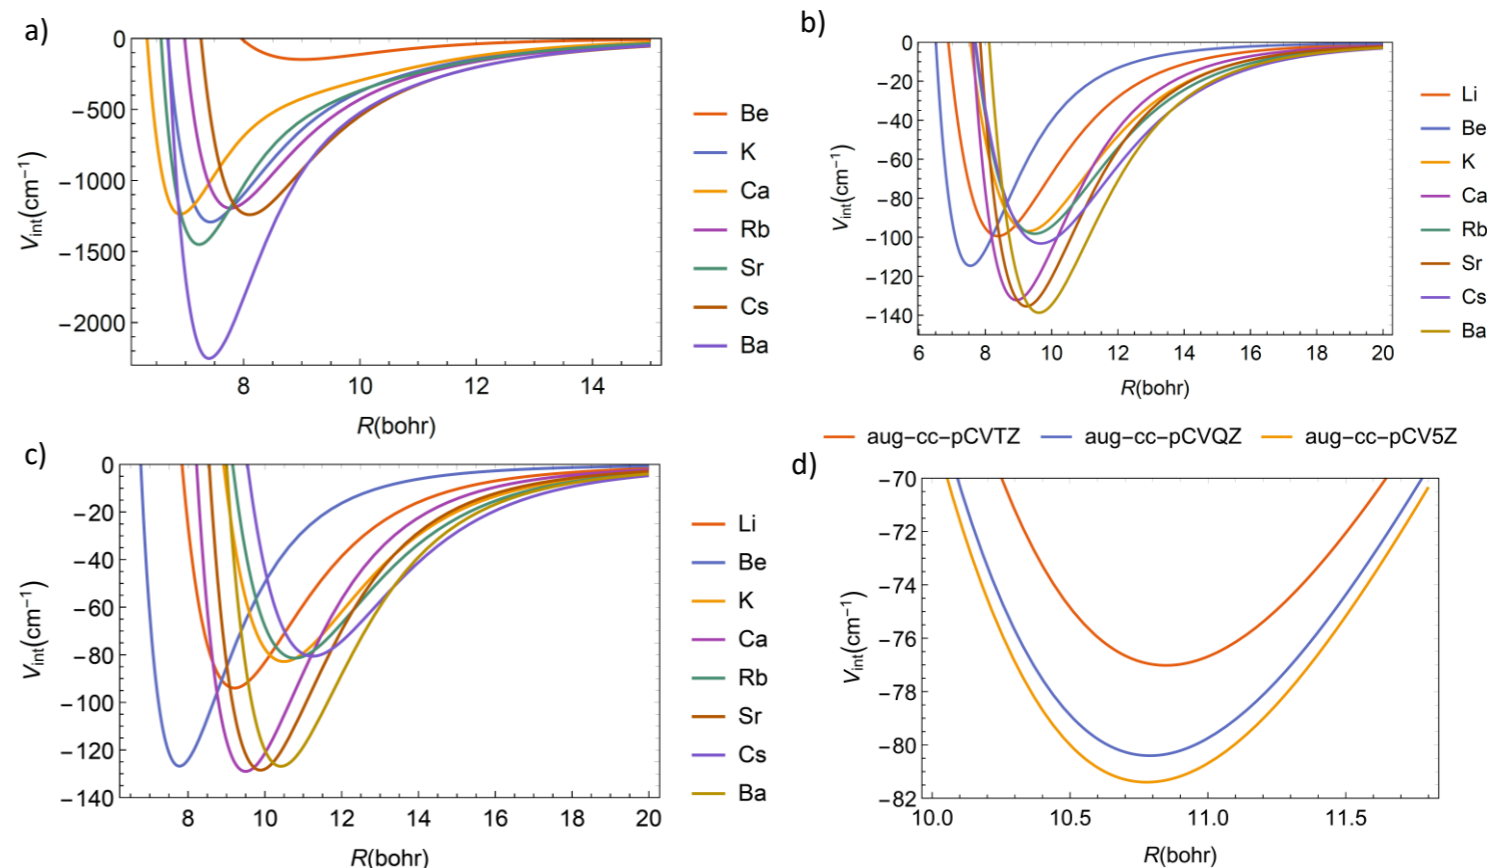 a)
V_int(cm⁻¹)
0
−500
−1000
−1500
−2000
8
10
12
14
R(bohr)
Be
K
Ca
Rb
Sr
Cs
Ba
b)
V_int(cm⁻¹)
0
−20
−40
−60
−80
−100
−120
−140
6
8
10
12
14
16
18
20
R(bohr)
Li
Be
K
Ca
Rb
Sr
Cs
Ba
c)
V_int(cm⁻¹)
0
−20
−40
−60
−80
−100
−120
−140
8
10
12
14
16
18
20
R(bohr)
Li
Be
K
Ca
Rb
Sr
Cs
Ba
aug−cc−pCVTZ aug−cc−pCVQZ aug−cc−pCV5Z
d)
V_int(cm⁻¹)
−70
−72
−74
−76
−78
−80
−82
10.0
10.5
11.0
11.5
R(bohr)